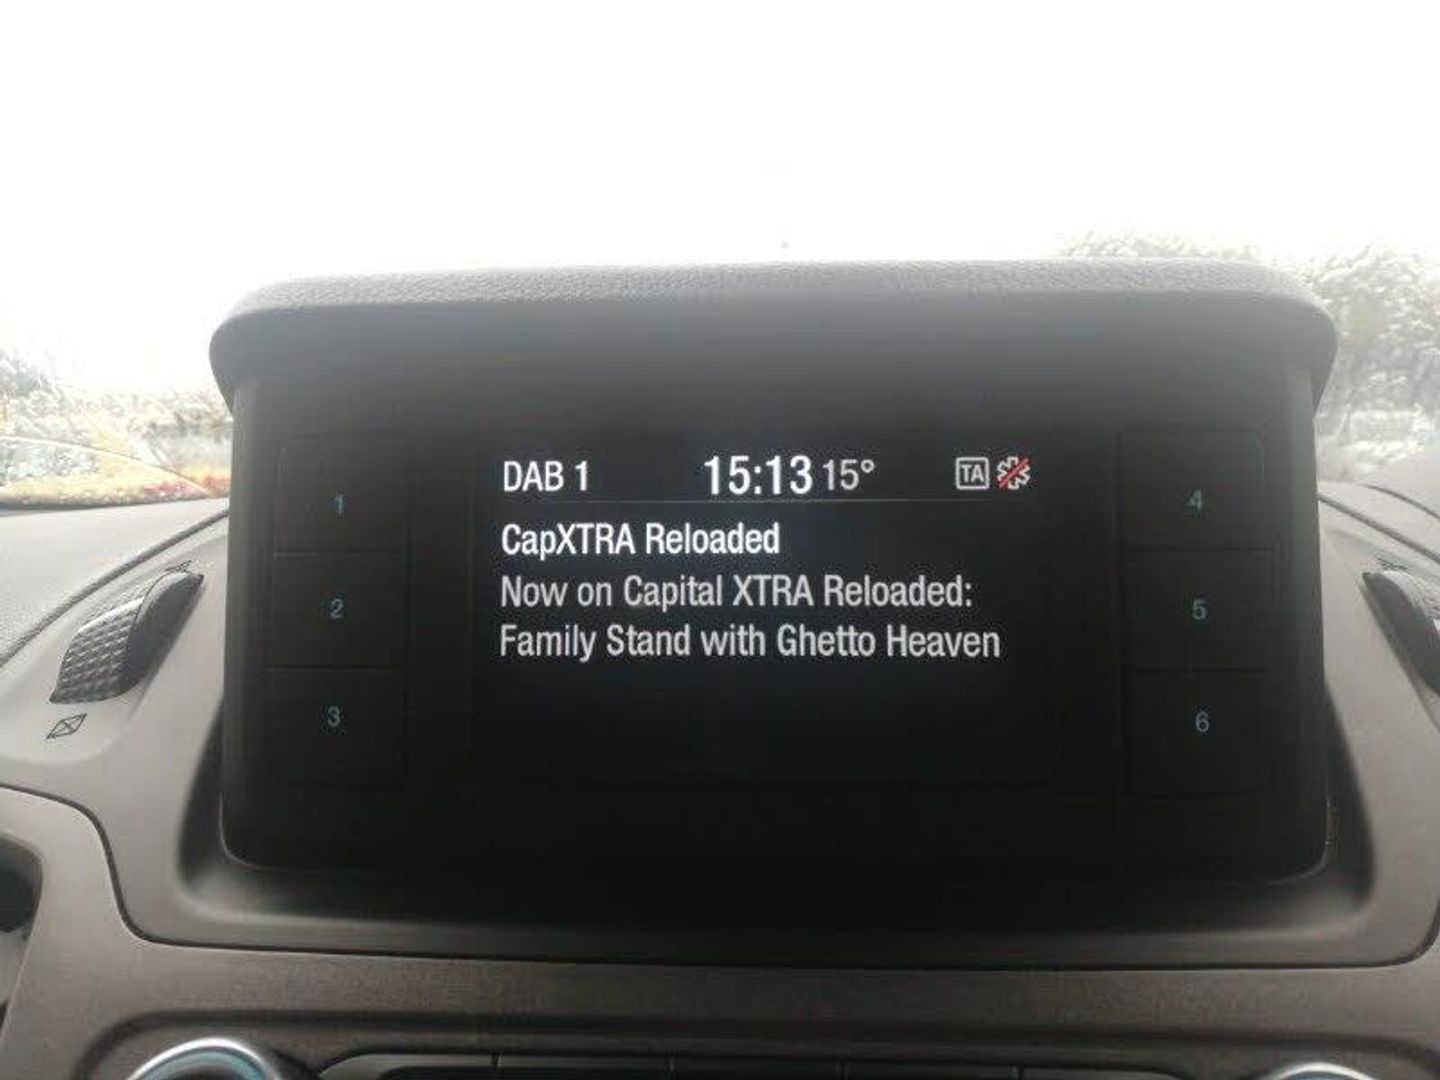 DAB 1 15:13 15° TA
CapXTRA Reloaded
Now on Capital XTRA Reloaded:
Family Stand with Ghetto Heaven
1
2
3
4
5
6